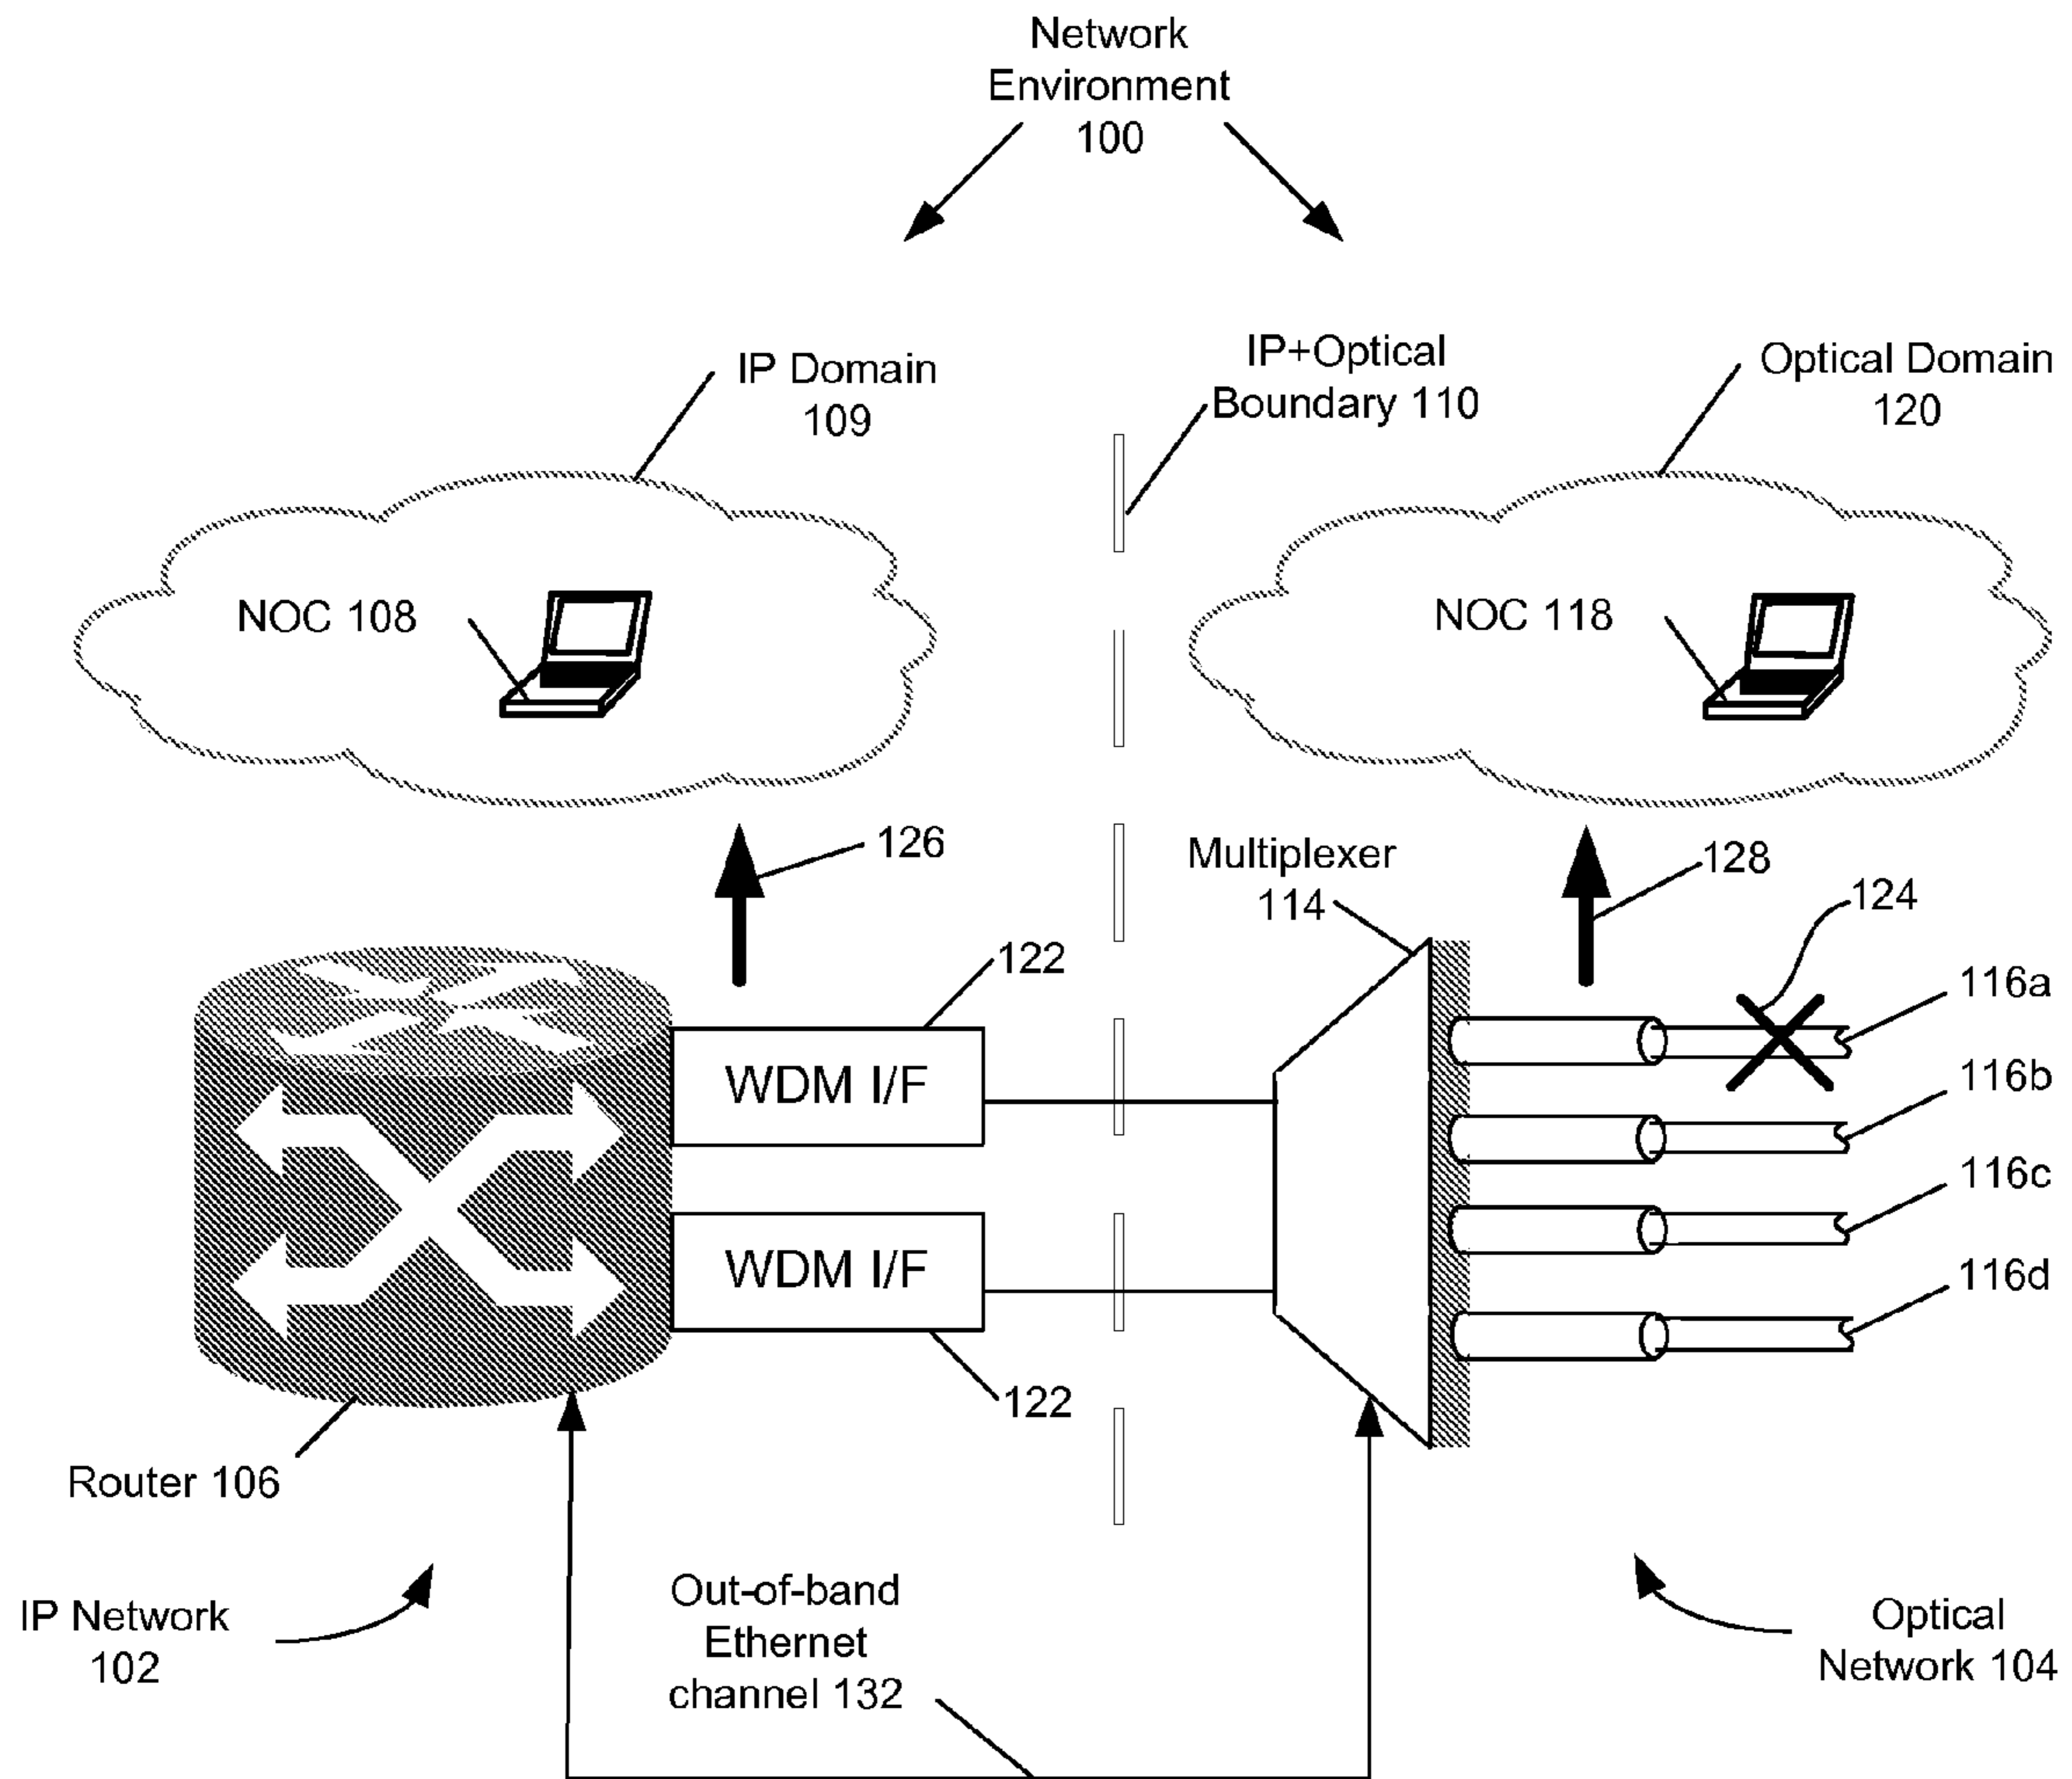 Network
Environment
100
IP Domain
109
IP+Optical
Boundary 110
Optical Domain
120
NOC 108
NOC 118
126
Multiplexer
114
128
124
122
116a
WDM I/F
116b
116c
WDM I/F
116d
122
Router 106
IP Network
102
Out-of-band
Ethernet
channel 132
Optical
Network 104